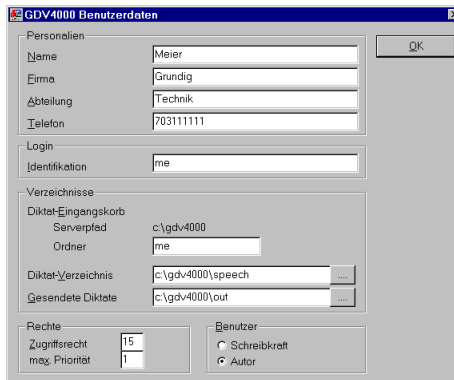 GDV4000 Benutzerdaten
Personalien
Name Meier
OK
Firma Grundig
Abteilung Technik
Telefon 703111111
Login
Identifikation me
Verzeichnisse
Diktat-Eingangskorb
Serverpfad c:\gdv4000
Ordner me
Diktat-Verzeichnis c:\gdv4000\speech ....
Gesendete Diktate c:\gdv4000\out ....
Rechte
Zugriffsrecht 15
max. Priorität 1
Benutzer
Schreibkraft
Autor